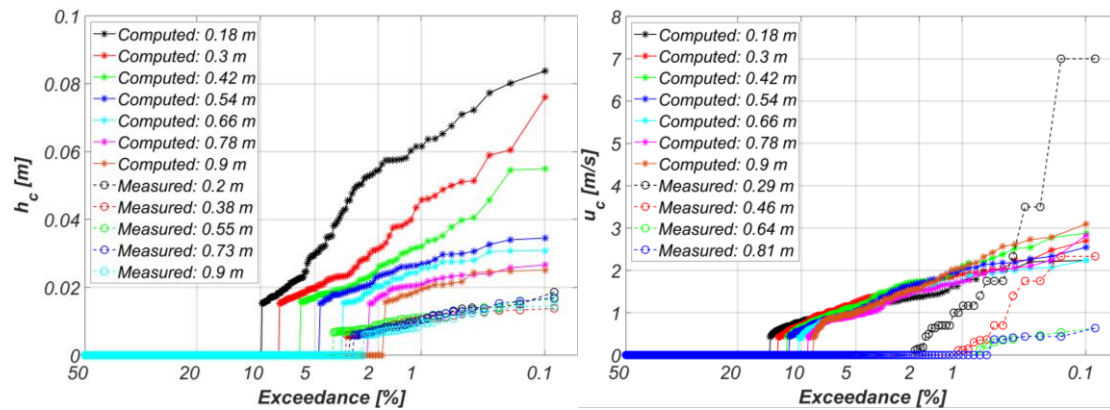 0.1
0.08
0.06
0.04
0.02
0
h_c [m]
50
20
10
5
2
1
0.1
Exceedance [%]
Computed: 0.18 m
Computed: 0.3 m
Computed: 0.42 m
Computed: 0.54 m
Computed: 0.66 m
Computed: 0.78 m
Computed: 0.9 m
Measured: 0.2 m
Measured: 0.38 m
Measured: 0.55 m
Measured: 0.73 m
Measured: 0.9 m
8
7
6
5
4
3
2
1
0
u_c [m/s]
50
20
10
5
2
1
0.1
Exceedance [%]
Computed: 0.18 m
Computed: 0.3 m
Computed: 0.42 m
Computed: 0.54 m
Computed: 0.66 m
Computed: 0.78 m
Computed: 0.9 m
Measured: 0.29 m
Measured: 0.46 m
Measured: 0.64 m
Measured: 0.81 m